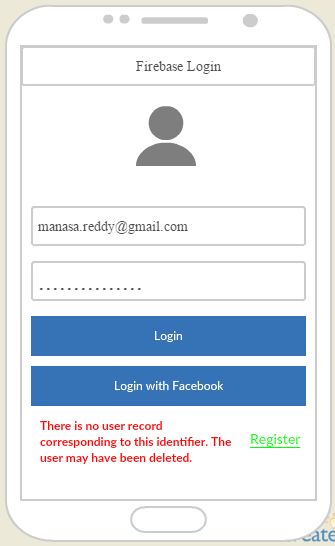 Firebase Login
manasa.reddy@gmail.com
...............
Login
Login with Facebook
There is no user record
corresponding to this identifier. The
user may have been deleted.
Register